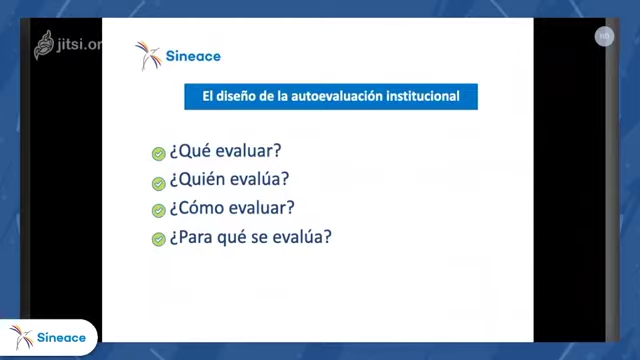 jitsi.or
HQ
Sineace
El diseño de la autoevaluación institucional
¿Qué evaluar?
¿Quién evalúa?
¿Cómo evaluar?
¿Para qué se evalúa?
Sineace